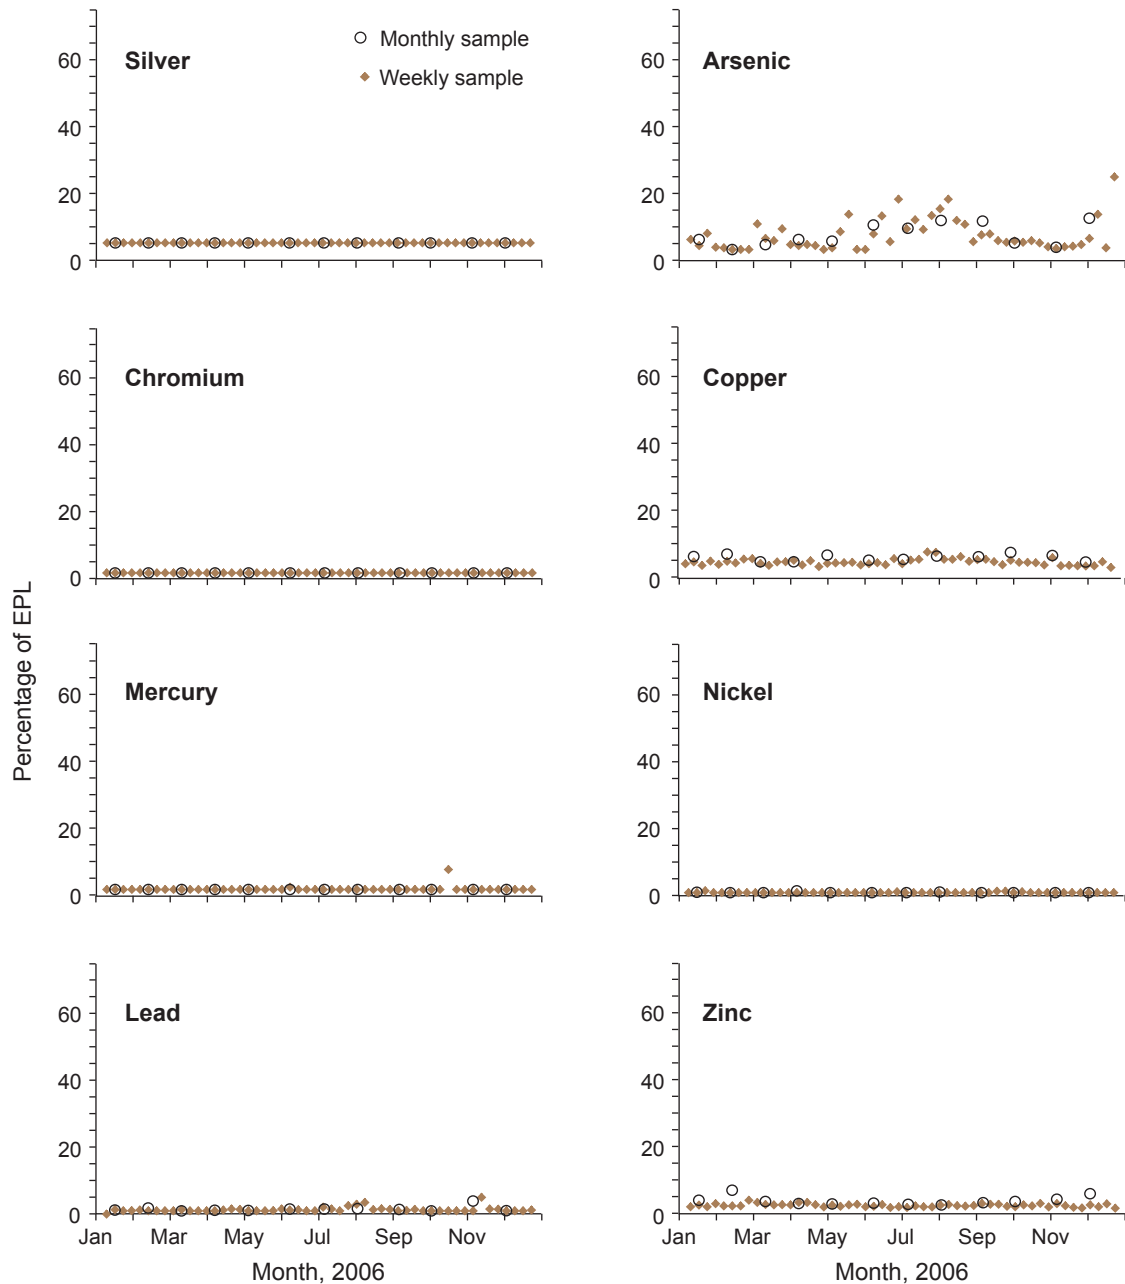 Silver
Monthly sample
Weekly sample
60
40
20
0
Arsenic
60
40
20
0
Chromium
60
40
20
0
Copper
60
40
20
0
Percentage of EPL
Mercury
60
40
20
0
Nickel
60
40
20
0
Lead
60
40
20
0
Jan Mar May Jul Sep Nov
Month, 2006
Zinc
60
40
20
0
Jan Mar May Jul Sep Nov
Month, 2006